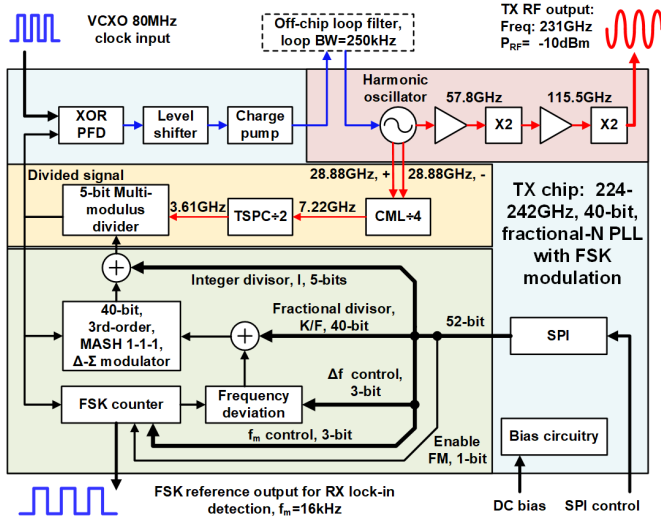 VCXO 80MHz
clock input
Off-chip loop filter,
loop BW=250kHz
TX RF output:
Freq: 231GHz
P_RF= -10dBm
XOR
PFD
Level
shifter
Charge
pump
Harmonic
oscillator
57.8GHz
X2
115.5GHz
X2
Divided signal
28.88GHz, +
28.88GHz, -
5-bit Multi-
modulus
divider
3.61GHz
TSPC÷2
7.22GHz
CML÷4
TX chip: 224-
242GHz, 40-bit,
fractional-N PLL
with FSK
modulation
Integer divisor, I, 5-bits
40-bit,
3rd-order,
MASH 1-1-1,
Δ-Σ modulator
Fractional divisor,
K/F, 40-bit
52-bit
SPI
FSK counter
Frequency
deviation
Δf control,
3-bit
f_m control, 3-bit
Enable
FM, 1-bit
Bias circuitry
FSK reference output for RX lock-in
detection, f_m=16kHz
DC bias
SPI control